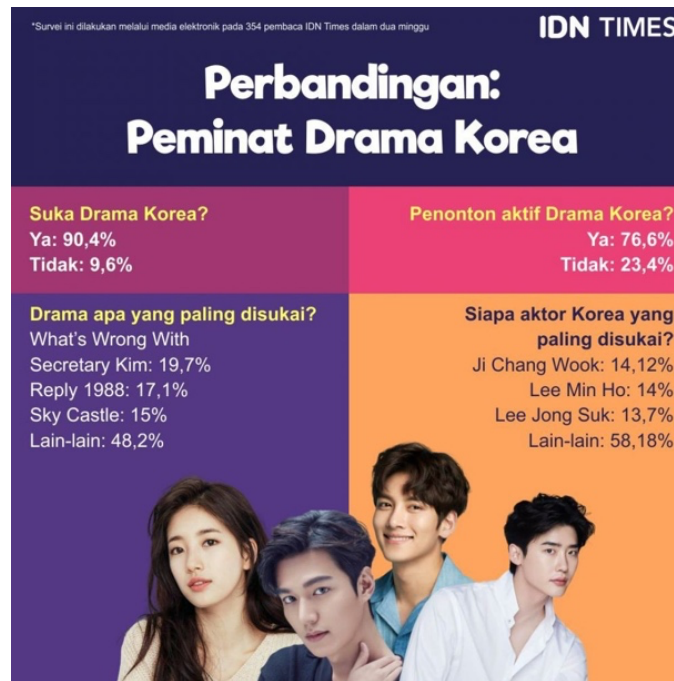 *Survei ini dilakukan melalui media elektronik pada 354 pembaca IDN Times dalam dua minggu
IDN TIMES
Perbandingan:
Peminat Drama Korea
Suka Drama Korea?
Ya: 90,4%
Tidak: 9,6%
Penonton aktif Drama Korea?
Ya: 76,6%
Tidak: 23,4%
Drama apa yang paling disukai?
What's Wrong With
Secretary Kim: 19,7%
Reply 1988: 17,1%
Sky Castle: 15%
Lain-lain: 48,2%
Siapa aktor Korea yang
paling disukai?
Ji Chang Wook: 14,12%
Lee Min Ho: 14%
Lee Jong Suk: 13,7%
Lain-lain: 58,18%